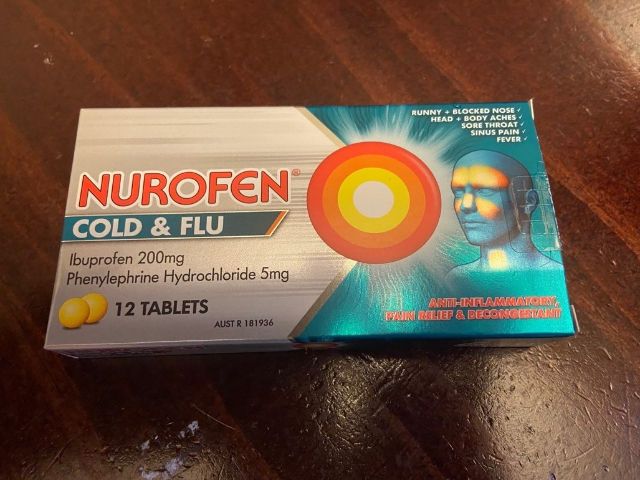 RUNNY + BLOCKED NOSE ✓
HEAD + BODY ACHES ✓
SORE THROAT ✓
SINUS PAIN ✓
FEVER ✓
NUROFEN®
COLD & FLU
Ibuprofen 200mg
Phenylephrine Hydrochloride 5mg
12 TABLETS
AUST R 181936
ANTI-INFLAMMATORY,
PAIN RELIEF & DECONGESTANT